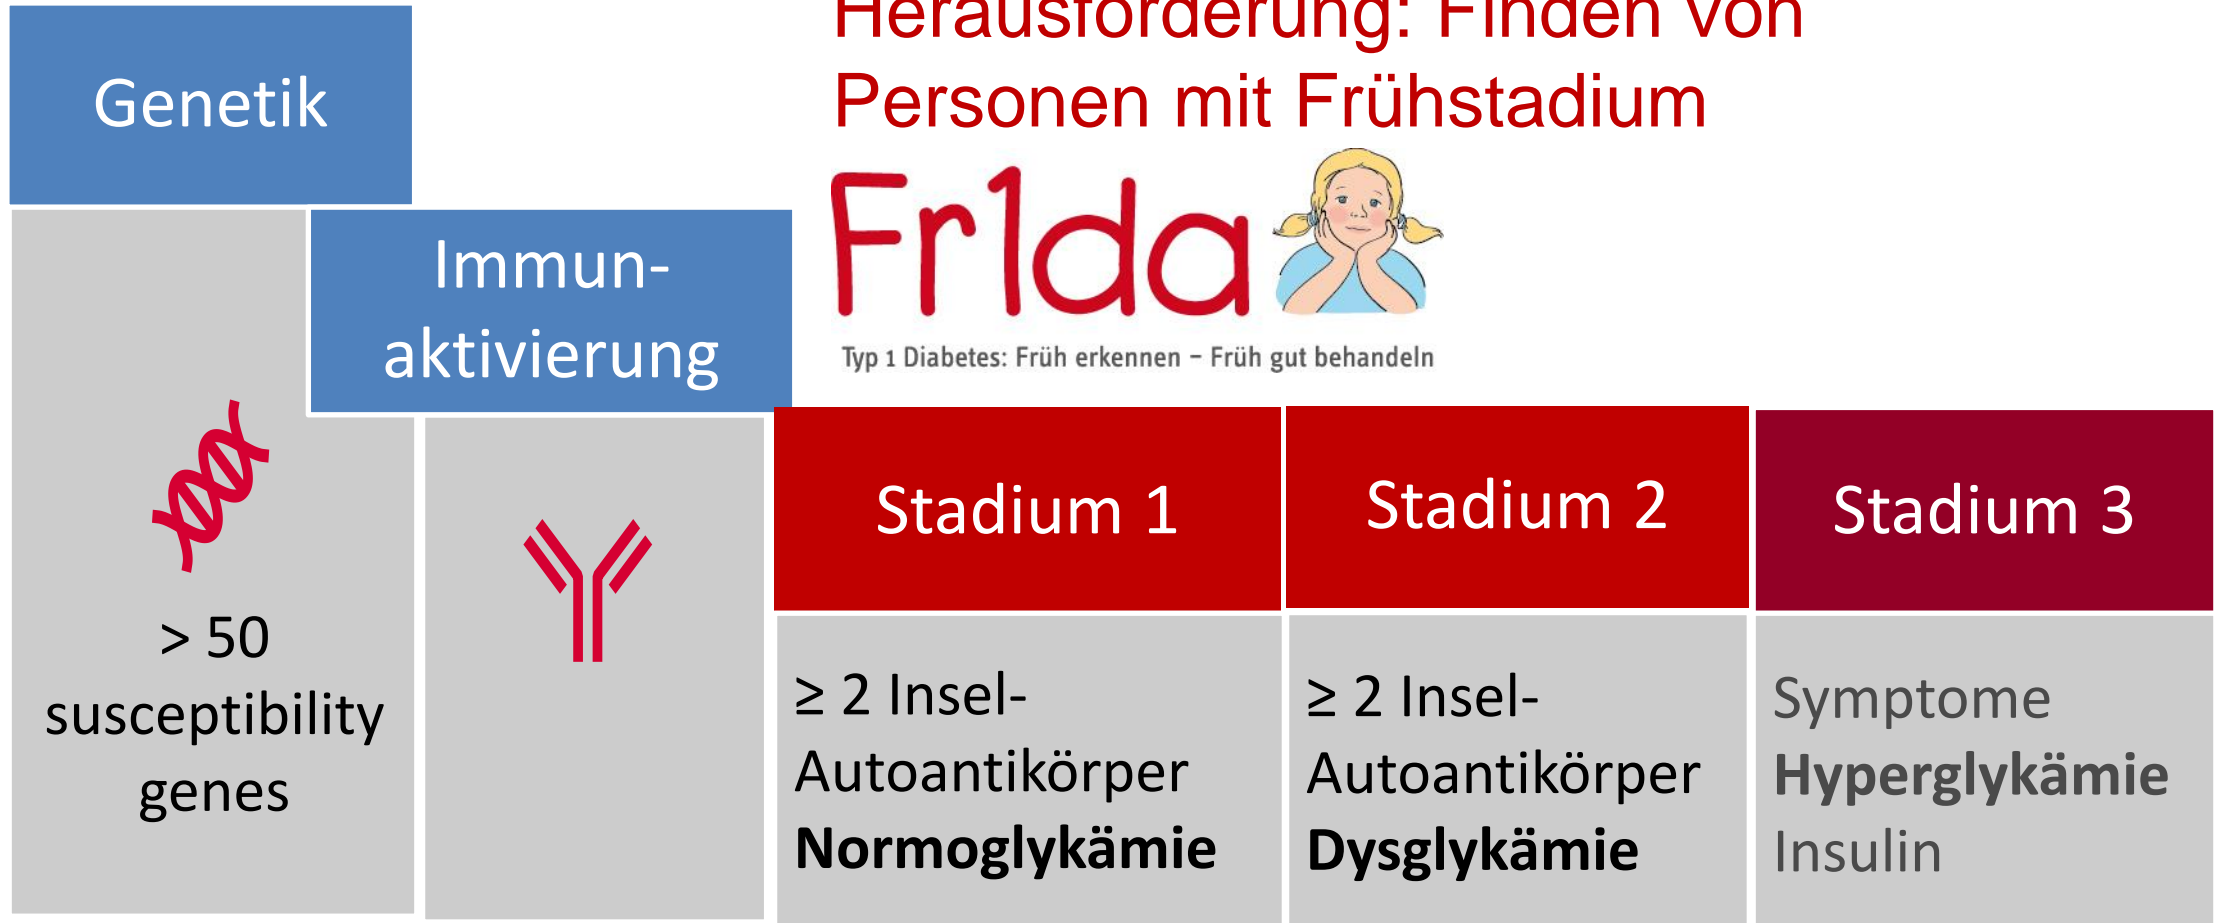 Herausforderung: Finden von
Personen mit Frühstadium
Genetik
Fr1da
Typ 1 Diabetes: Früh erkennen – Früh gut behandeln
Immun-
aktivierung
> 50
susceptibility
genes
Stadium 1
≥ 2 Insel-
Autoantikörper
Normoglykämie
Stadium 2
≥ 2 Insel-
Autoantikörper
Dysglykämie
Stadium 3
Symptome
Hyperglykämie
Insulin